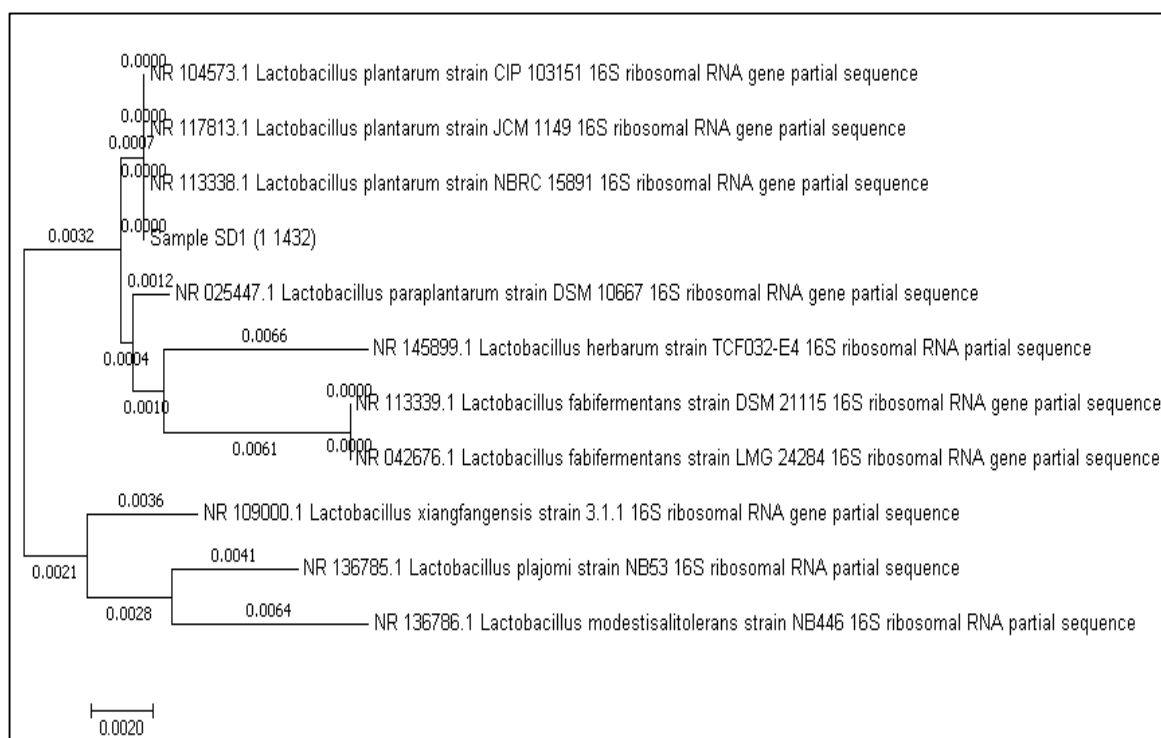 0.0000
NR 104573.1 Lactobacillus plantarum strain CIP 103151 16S ribosomal RNA gene partial sequence
0.0000
NR 117813.1 Lactobacillus plantarum strain JCM 1149 16S ribosomal RNA gene partial sequence
0.0007
0.0000
NR 113338.1 Lactobacillus plantarum strain NBRC 15891 16S ribosomal RNA gene partial sequence
0.0000
Sample SD1 (1 1432)
0.0032
0.0012
NR 025447.1 Lactobacillus paraplantarum strain DSM 10667 16S ribosomal RNA gene partial sequence
0.0066
NR 145899.1 Lactobacillus herbarum strain TCF032-E4 16S ribosomal RNA partial sequence
0.0004
0.0000
NR 113339.1 Lactobacillus fabifermentans strain DSM 21115 16S ribosomal RNA gene partial sequence
0.0010
0.0061
0.0000
NR 042676.1 Lactobacillus fabifermentans strain LMG 24284 16S ribosomal RNA gene partial sequence
0.0036
NR 109000.1 Lactobacillus xiangfangensis strain 3.1.1 16S ribosomal RNA gene partial sequence
0.0041
NR 136785.1 Lactobacillus plajomi strain NB53 16S ribosomal RNA partial sequence
0.0021
0.0028
0.0064
NR 136786.1 Lactobacillus modestisalitolerans strain NB446 16S ribosomal RNA partial sequence
0.0020